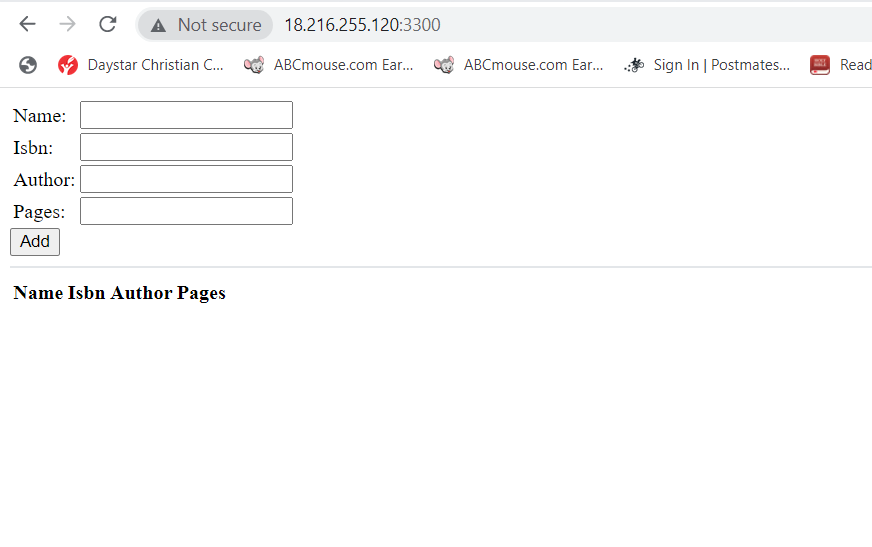 Not secure 18.216.255.120:3300
Daystar Christian C... ABCmouse.com Ear... ABCmouse.com Ear... Sign In | Postmates... Read
Name:
Isbn:
Author:
Pages:
Add
Name Isbn Author Pages